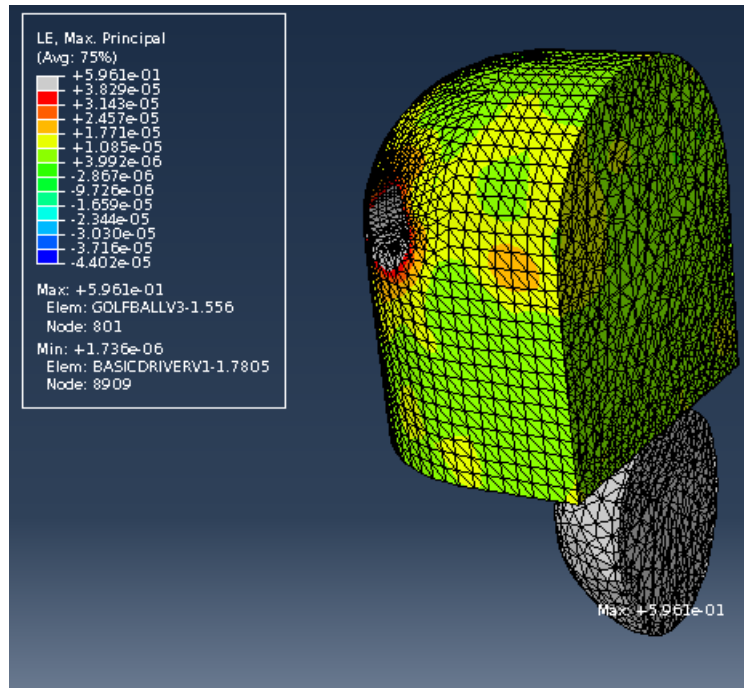 LE, Max. Principal
(Avg: 75%)
+5.961e-01
+3.829e-05
+3.143e-05
+2.457e-05
+1.771e-05
+1.085e-05
+3.992e-06
-2.867e-06
-9.726e-06
-1.659e-05
-2.344e-05
-3.030e-05
-3.716e-05
-4.402e-05
Max: +5.961e-01
Elem: GOLFBALLV3-1.556
Node: 801
Min: +1.736e-06
Elem: BASICDRIVERV1-1.7805
Node: 8909
Max: +5.961e-01